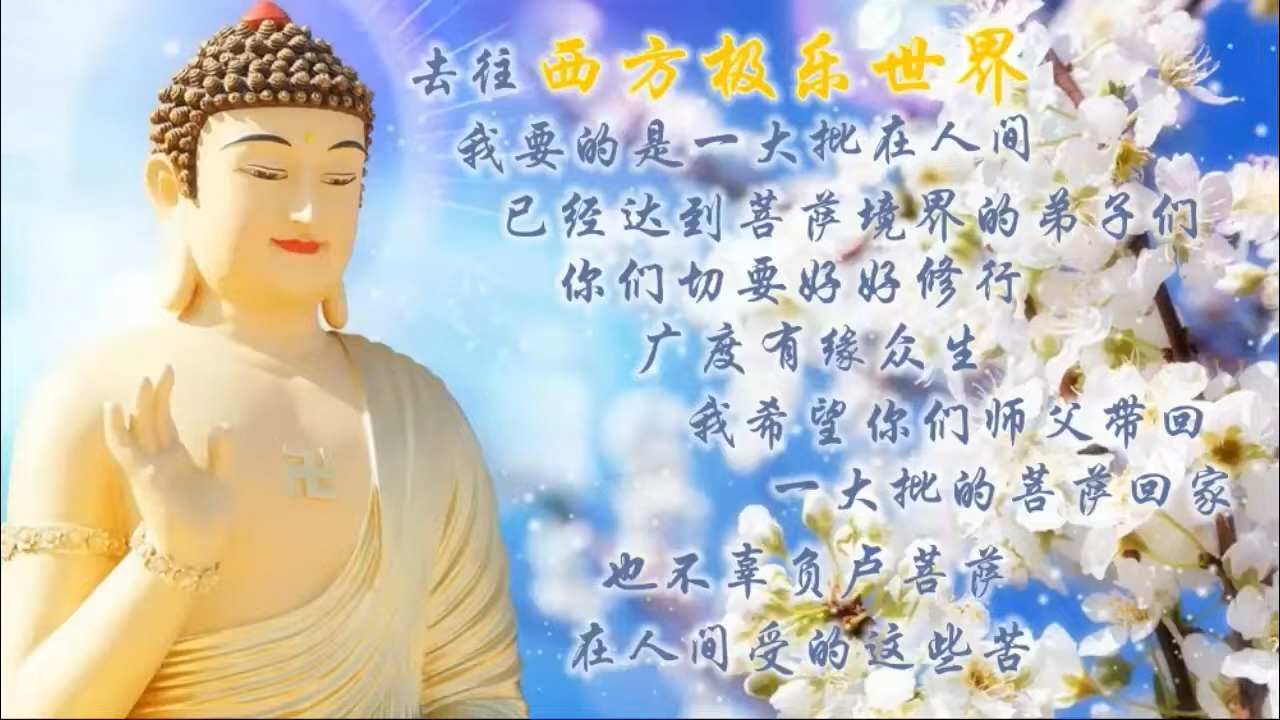 去往西方极乐世界
我要的是一大批在人间
已经达到菩萨境界的弟子们
你们切要好好修行
广度有缘众生
我希望你们师父带回
一大批的菩萨回家
也不辜负卢菩萨
在人间受的这些苦